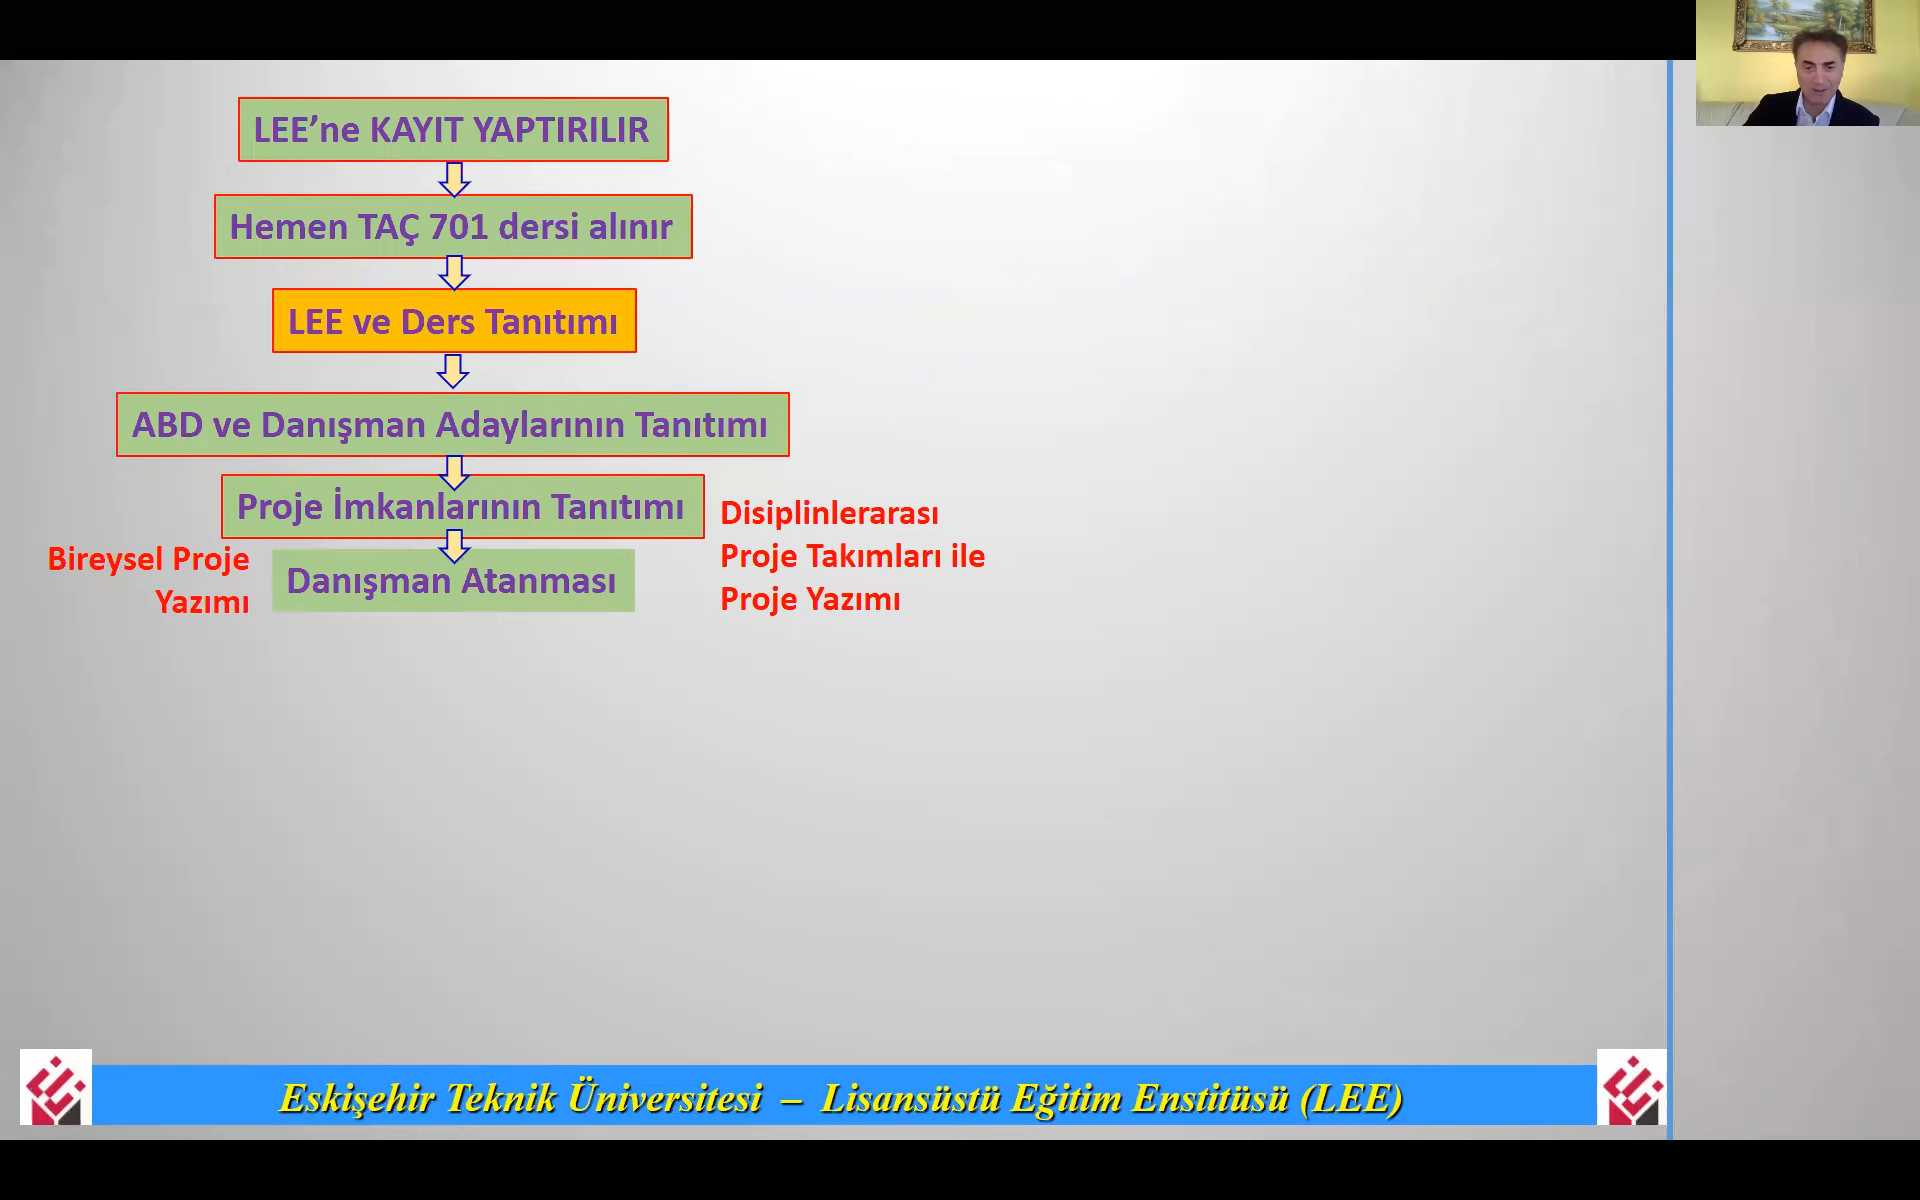 LEE’ne KAYIT YAPTIRILIR
Hemen TAÇ 701 dersi alınır
LEE ve Ders Tanıtımı
ABD ve Danışman Adaylarının Tanıtımı
Proje İmkanlarının Tanıtımı
Disiplinlerarası
Proje Takımları ile
Proje Yazımı
Bireysel Proje
Yazımı
Danışman Atanması
Eskişehir Teknik Üniversitesi – Lisansüstü Eğitim Enstitüsü (LEE)